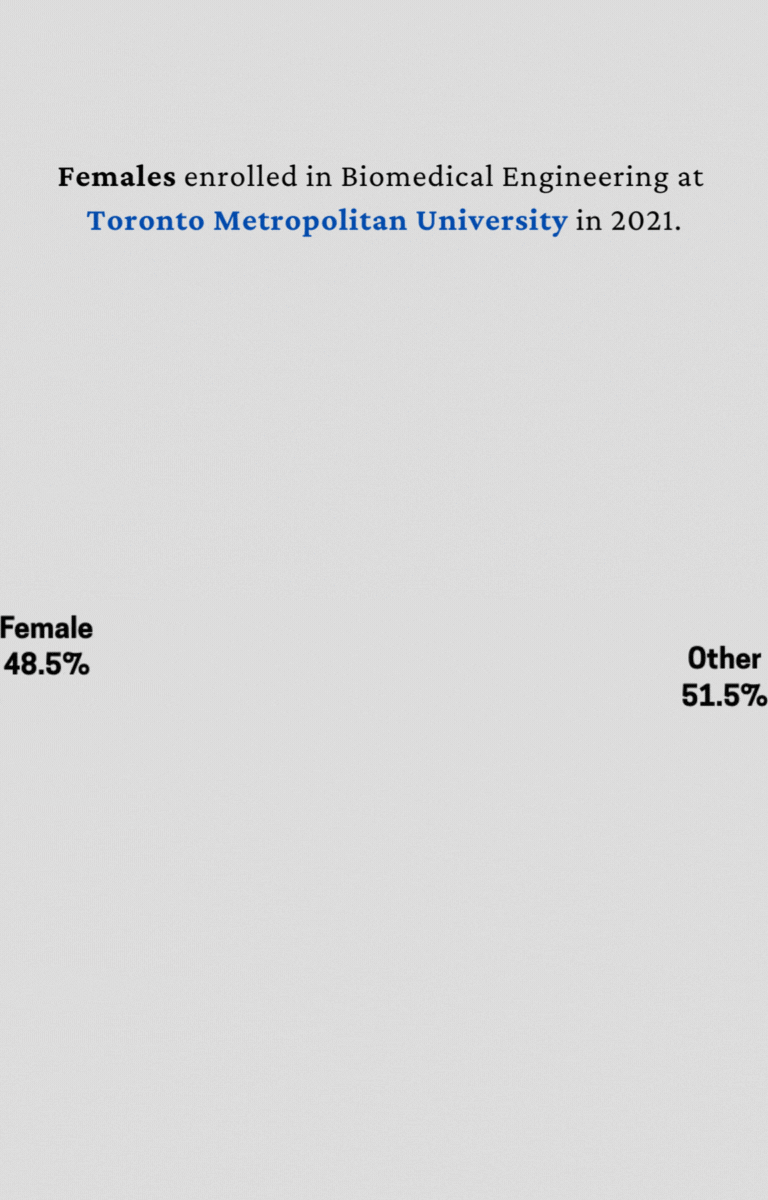 Females enrolled in Biomedical Engineering at
Toronto Metropolitan University in 2021.
Female
48.5%
Other
51.5%